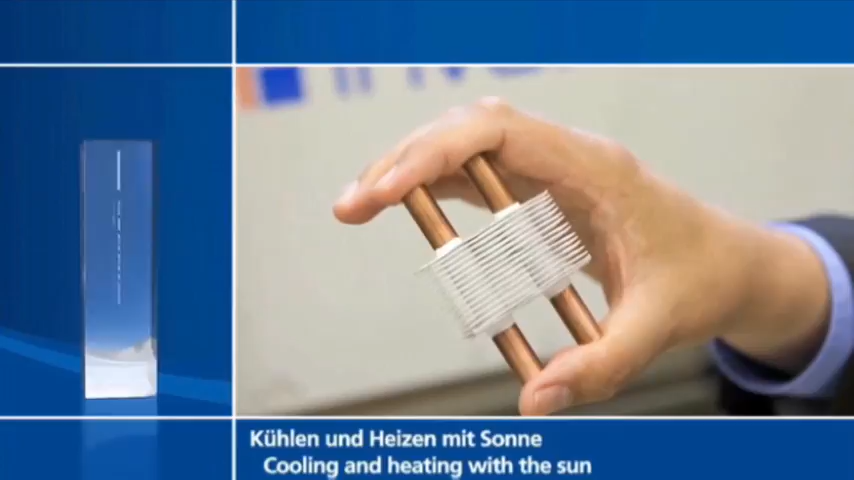 Kühlen und Heizen mit Sonne
Cooling and heating with the sun